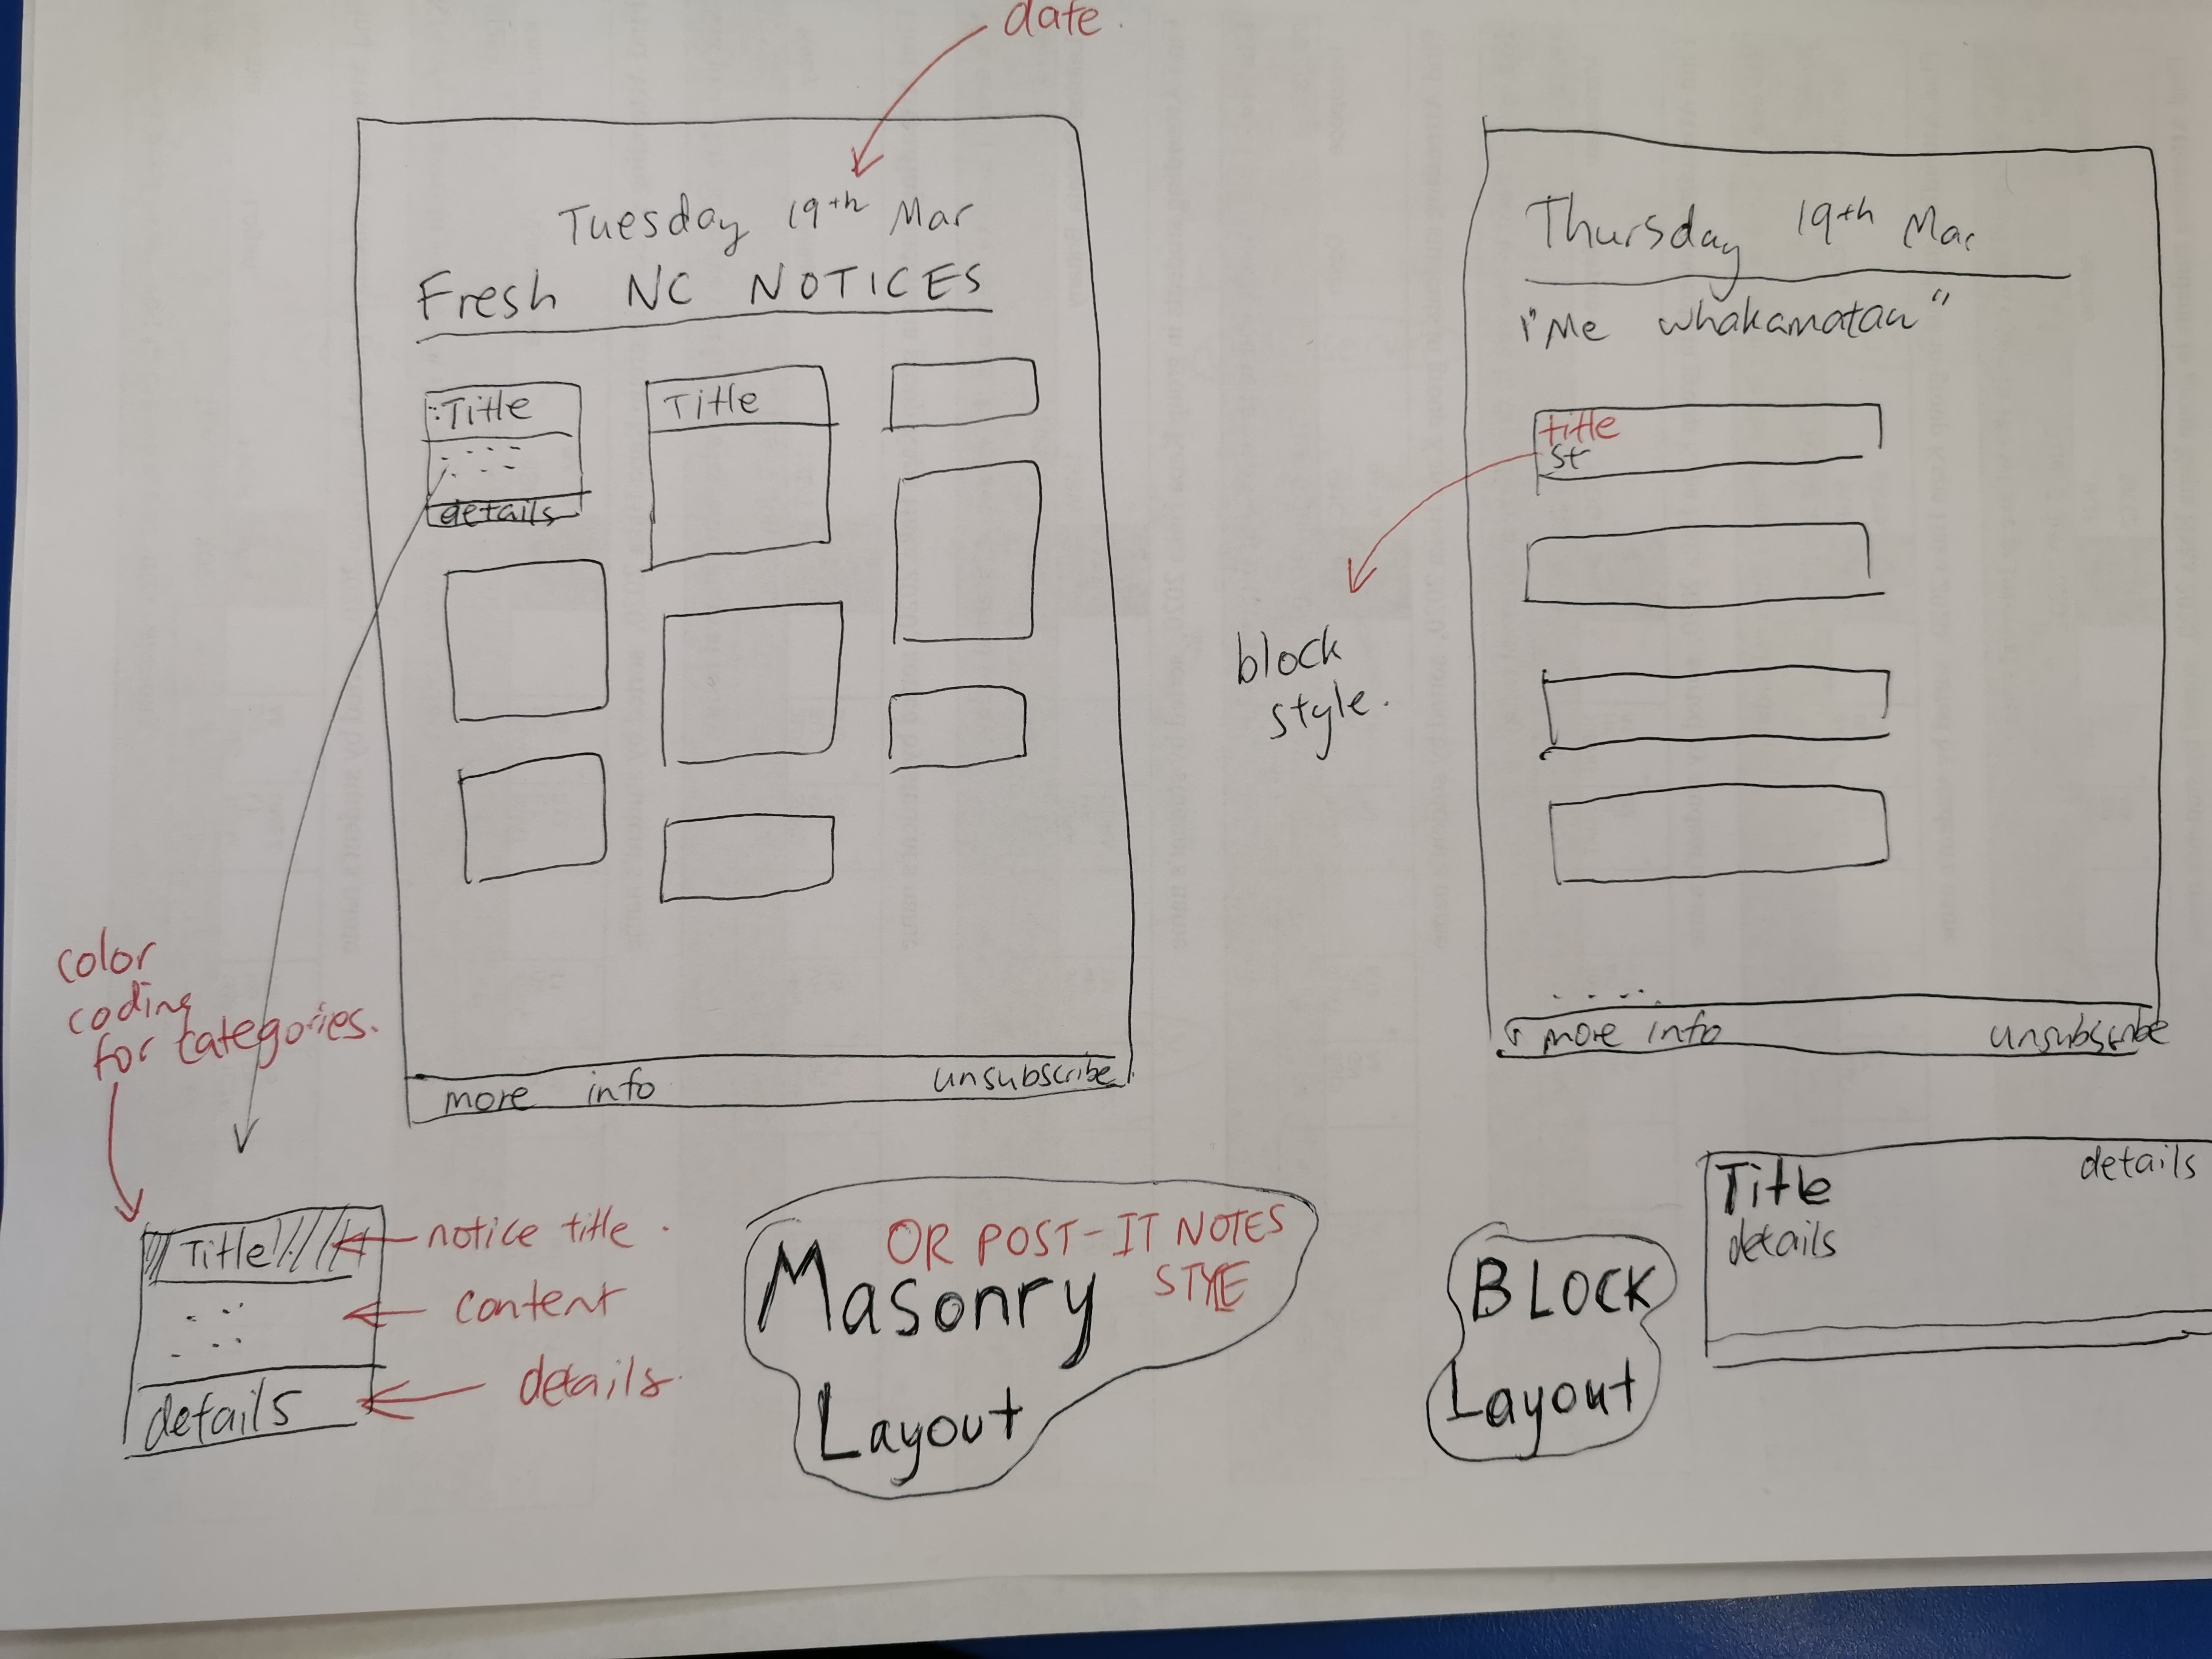 date.
Tuesday 19th Mar
Fresh NC NOTICES
Title
details
Title
more info
unsubscribe
color
coding
for categories.
Title
details
notice title.
content
details.
OR POST-IT NOTES
STYLE
Masonry
Layout
Thursday 19th Mar
"Me whakamatau"
title
St
block
style.
more info
unsubscribe
BLOCK
Layout
Title
details
details